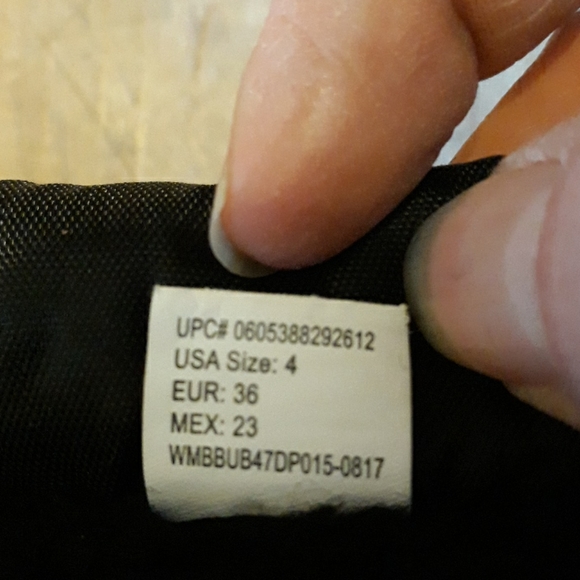 UPC# 0605388292612
USA Size: 4
EUR: 36
MEX: 23
WMBBUB47DP015-0817